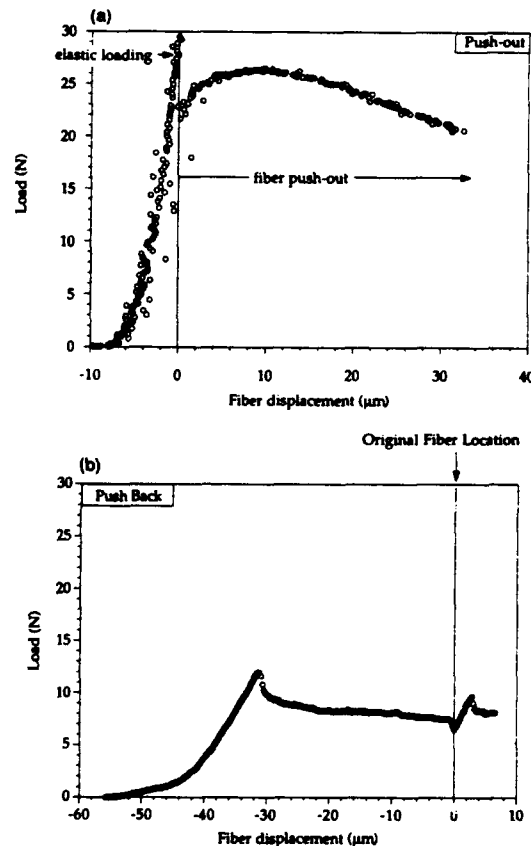 (a)
Push-out
elastic loading
fiber push-out
Load (N)
30
25
20
15
10
5
0
-10
0
10
20
30
40
Fiber displacement (μm)
Original Fiber Location
(b)
Push Back
Load (N)
30
25
20
15
10
5
0
-60
-50
-40
-30
-20
-10
10
Fiber displacement (μm)